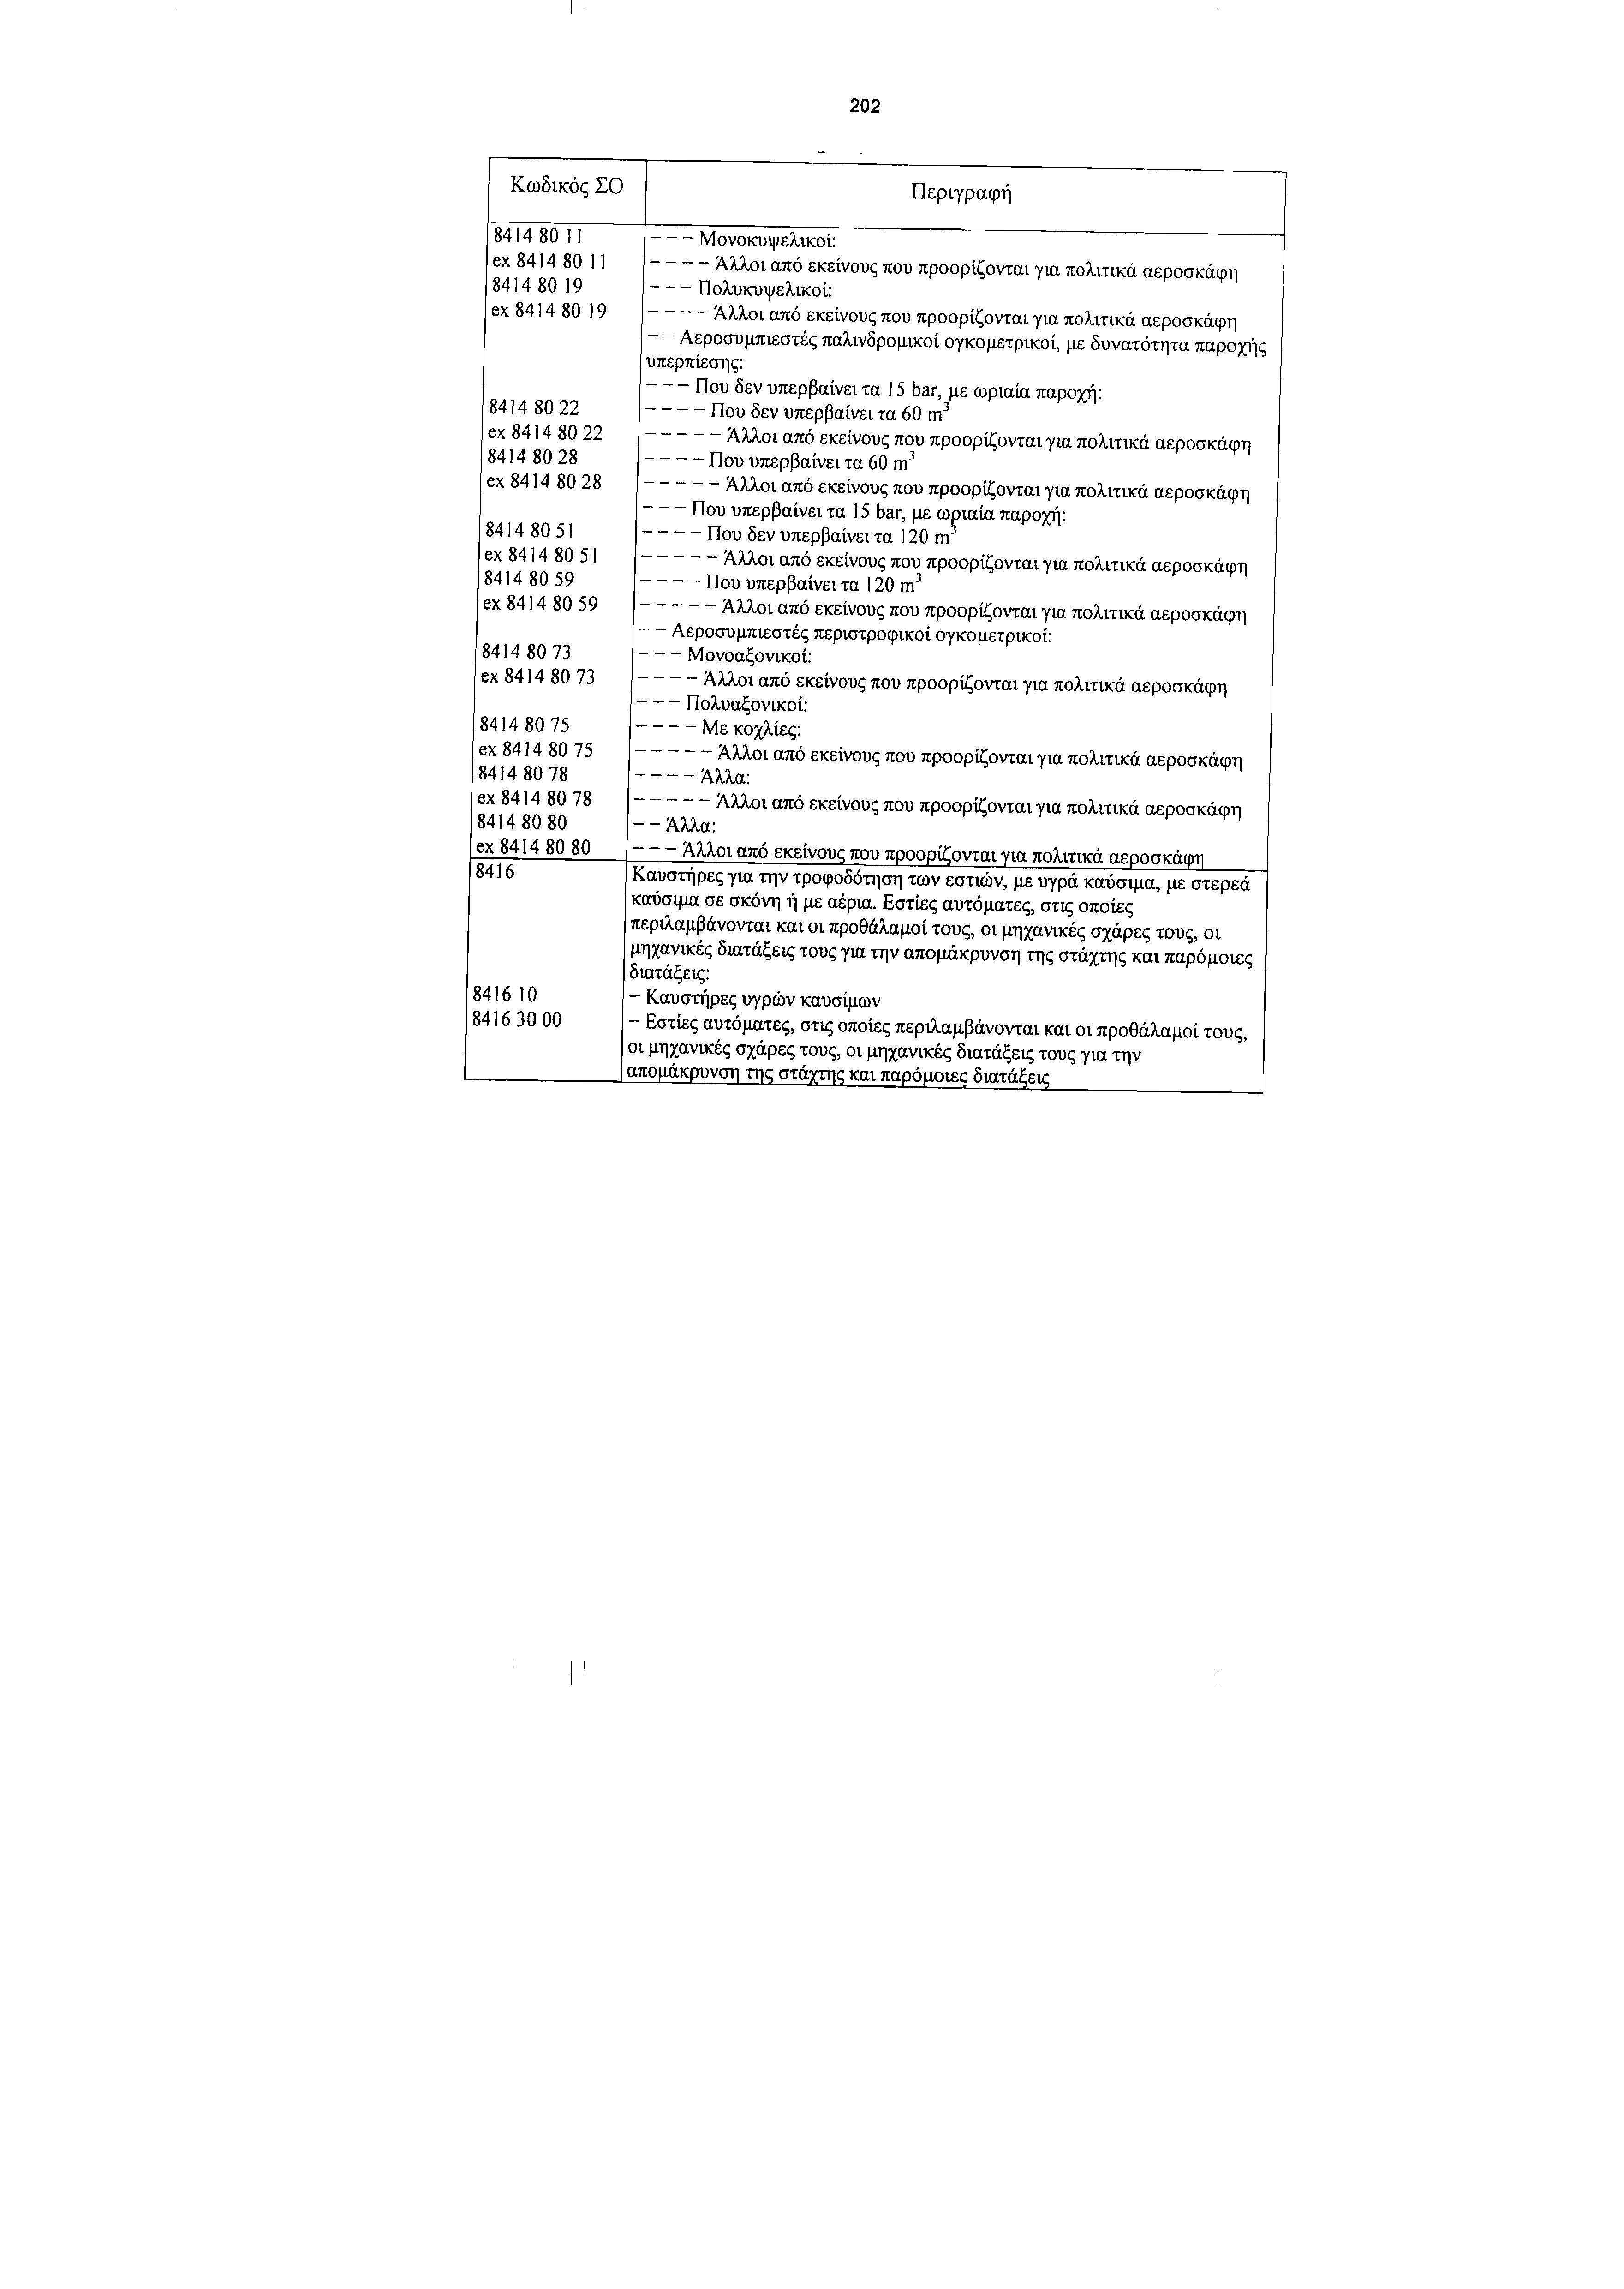 202
Κωδικός ΣΟ Περιγραφή
8414 80 11 – – – Μονοκυψελικοί:
ex 8414 80 11 – – – – Άλλοι από εκείνους που προορίζονται για πολιτικά αεροσκάφη
8414 80 19 – – – Πολυκυψελικοί:
ex 8414 80 19 – – – – Άλλοι από εκείνους που προορίζονται για πολιτικά αεροσκάφη
– – Αεροσυμπιεστές παλινδρομικοί ογκομετρικοί, με δυνατότητα παροχής
υπερπίεσης:
– – – Που δεν υπερβαίνει τα 15 bar, με ωριαία παροχή:
8414 80 22 – – – – Που δεν υπερβαίνει τα 60 m³
ex 8414 80 22 – – – – – Άλλοι από εκείνους που προορίζονται για πολιτικά αεροσκάφη
8414 80 28 – – – – Που υπερβαίνει τα 60 m³
ex 8414 80 28 – – – – – Άλλοι από εκείνους που προορίζονται για πολιτικά αεροσκάφη
– – – Που υπερβαίνει τα 15 bar, με ωριαία παροχή:
8414 80 51 – – – – Που δεν υπερβαίνει τα 120 m³
ex 8414 80 51 – – – – – Άλλοι από εκείνους που προορίζονται για πολιτικά αεροσκάφη
8414 80 59 – – – – Που υπερβαίνει τα 120 m³
ex 8414 80 59 – – – – – Άλλοι από εκείνους που προορίζονται για πολιτικά αεροσκάφη
– – Αεροσυμπιεστές περιστροφικοί ογκομετρικοί:
8414 80 73 – – – Μονοαξονικοί:
ex 8414 80 73 – – – – Άλλοι από εκείνους που προορίζονται για πολιτικά αεροσκάφη
– – – Πολυαξονικοί:
8414 80 75 – – – – Με κοχλίες:
ex 8414 80 75 – – – – – Άλλοι από εκείνους που προορίζονται για πολιτικά αεροσκάφη
8414 80 78 – – – – Άλλα:
ex 8414 80 78 – – – – – Άλλοι από εκείνους που προορίζονται για πολιτικά αεροσκάφη
8414 80 80 – – Άλλα:
ex 8414 80 80 – – – Άλλοι από εκείνους που προορίζονται για πολιτικά αεροσκάφη
8416 Καυστήρες για την τροφοδότηση των εστιών, με υγρά καύσιμα, με στερεά
καύσιμα σε σκόνη ή με αέρια. Εστίες αυτόματες, στις οποίες
περιλαμβάνονται και οι προθάλαμοί τους, οι μηχανικές σχάρες τους, οι
μηχανικές διατάξεις τους για την απομάκρυνση της στάχτης και παρόμοιες
διατάξεις:
8416 10 – Καυστήρες υγρών καυσίμων
8416 30 00 – Εστίες αυτόματες, στις οποίες περιλαμβάνονται και οι προθάλαμοί τους,
οι μηχανικές σχάρες τους, οι μηχανικές διατάξεις τους για την
απομάκρυνση της στάχτης και παρόμοιες διατάξεις